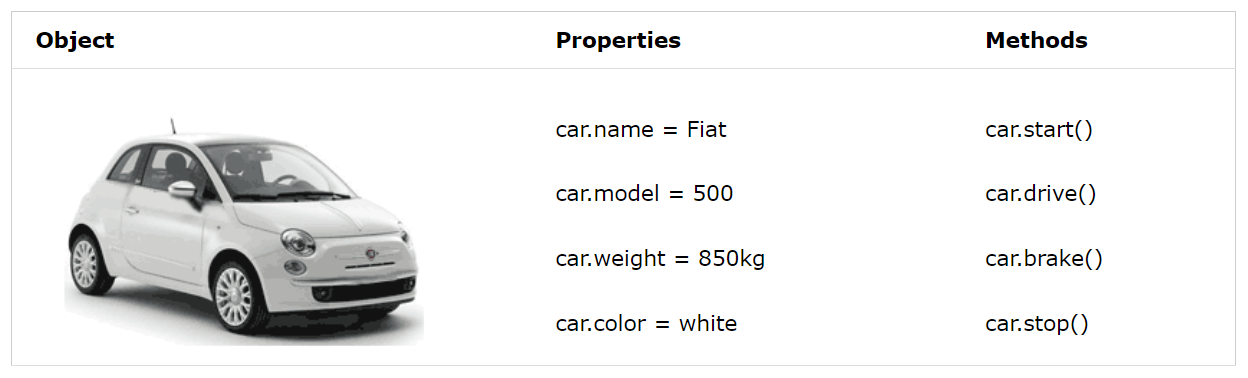 Object Properties Methods
car.name = Fiat car.start()
car.model = 500 car.drive()
car.weight = 850kg car.brake()
car.color = white car.stop()